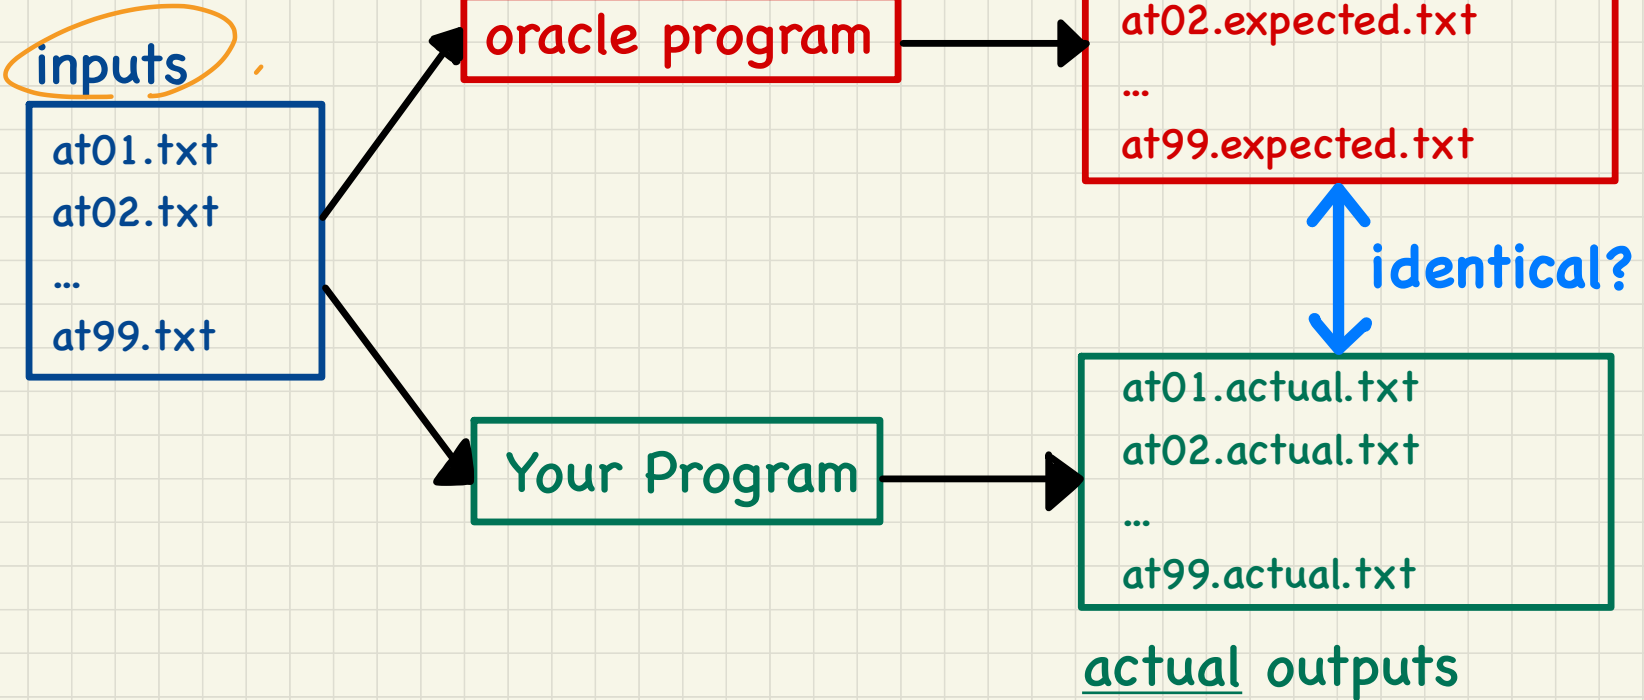 inputs
at01.txt
at02.txt
...
at99.txt
oracle program
at02.expected.txt
...
at99.expected.txt
identical?
Your Program
at01.actual.txt
at02.actual.txt
...
at99.actual.txt
actual outputs